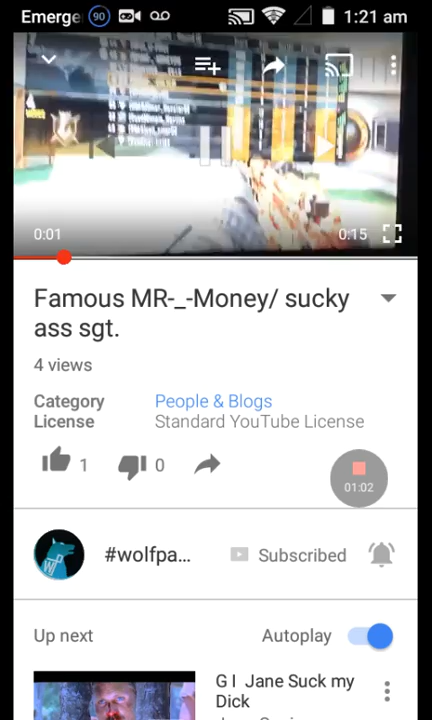 Emerge 90 1:21 am
0:01 0:15
Famous MR-_-Money/ sucky
ass sgt.
4 views
Category People & Blogs
License Standard YouTube License
1 0
01:02
#wolfpa... Subscribed
Up next Autoplay
G I Jane Suck my
Dick